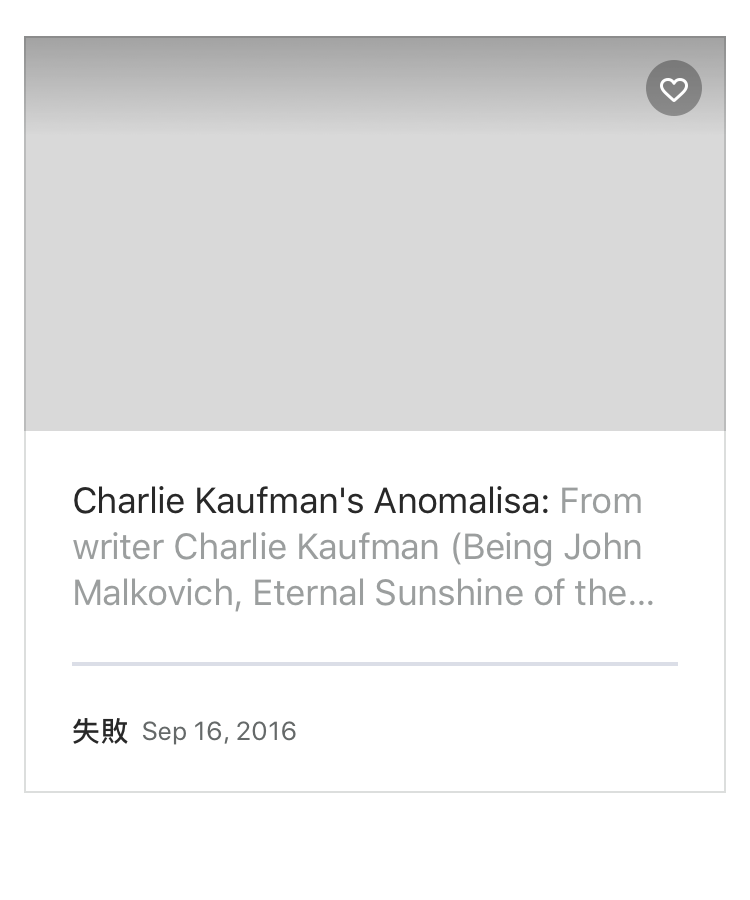 Charlie Kaufman's Anomalisa: From
writer Charlie Kaufman (Being John
Malkovich, Eternal Sunshine of the...
失敗 Sep 16, 2016